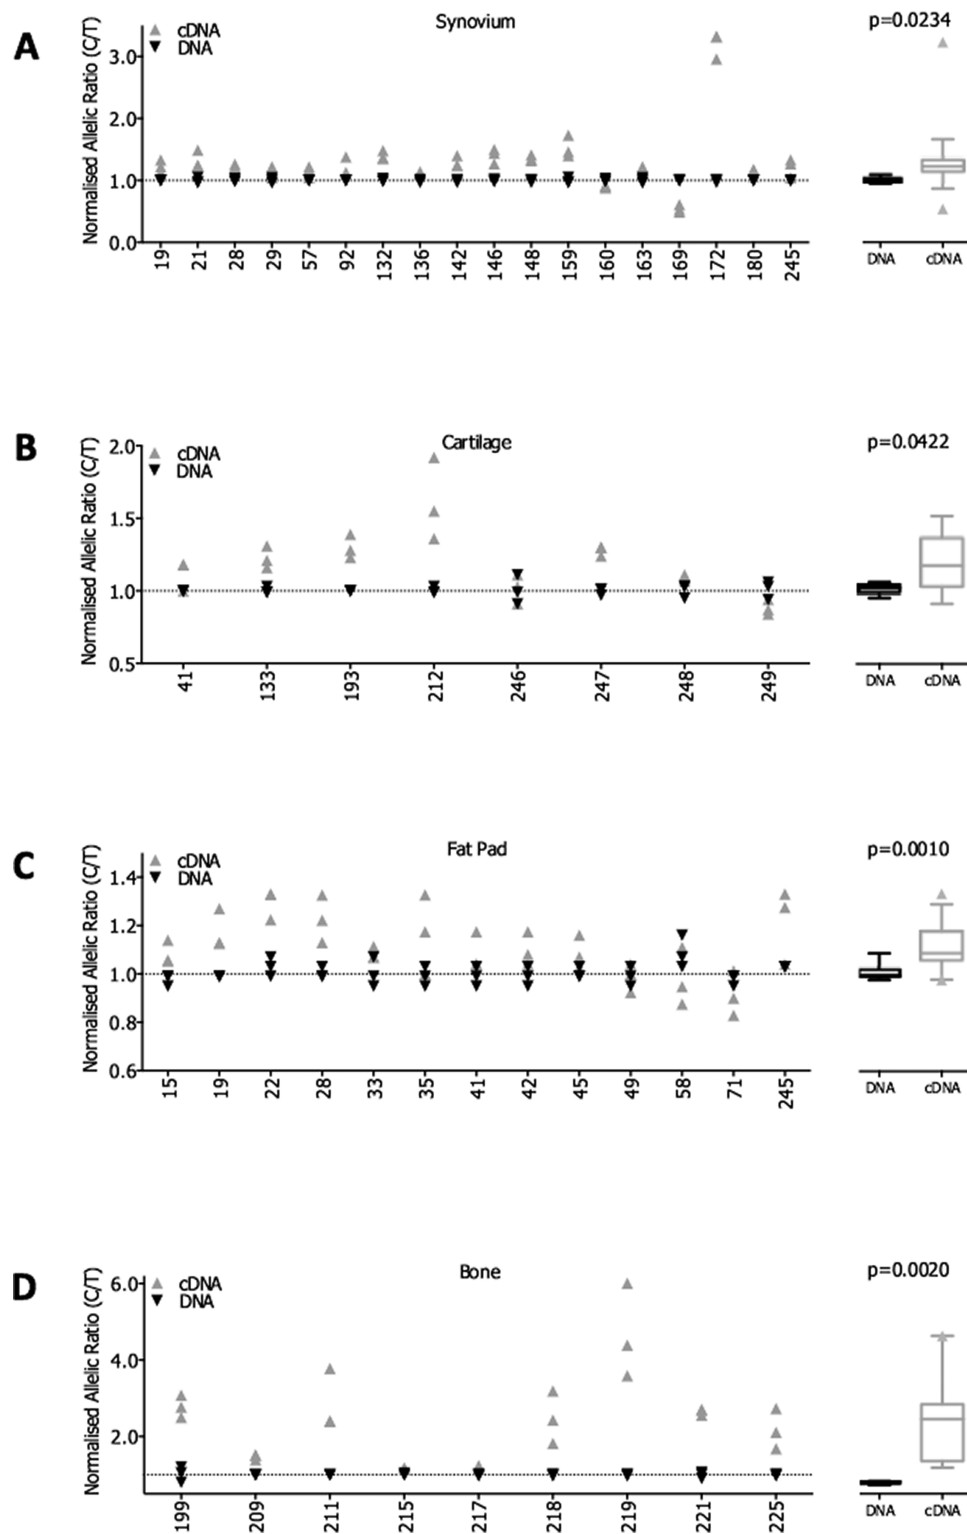 A
Synovium
p=0.0234
cDNA
DNA
Normalised Allelic Ratio (C/T)
3.0
2.0
1.0
0.0
19 21 28 29 57 92 132 136 142 146 148 159 160 163 169 172 180 245
DNA cDNA
B
Cartilage
p=0.0422
cDNA
DNA
Normalised Allelic Ratio (C/T)
2.0
1.5
1.0
0.5
41 133 193 212 246 247 248 249
DNA cDNA
C
Fat Pad
p=0.0010
cDNA
DNA
Normalised Allelic Ratio (C/T)
1.4
1.2
1.0
0.8
0.6
15 19 22 28 33 35 41 42 45 49 58 71 245
DNA cDNA
D
Bone
p=0.0020
cDNA
DNA
Normalised Allelic Ratio (C/T)
6.0
4.0
2.0
199 209 211 215 217 218 219 221 225
DNA cDNA